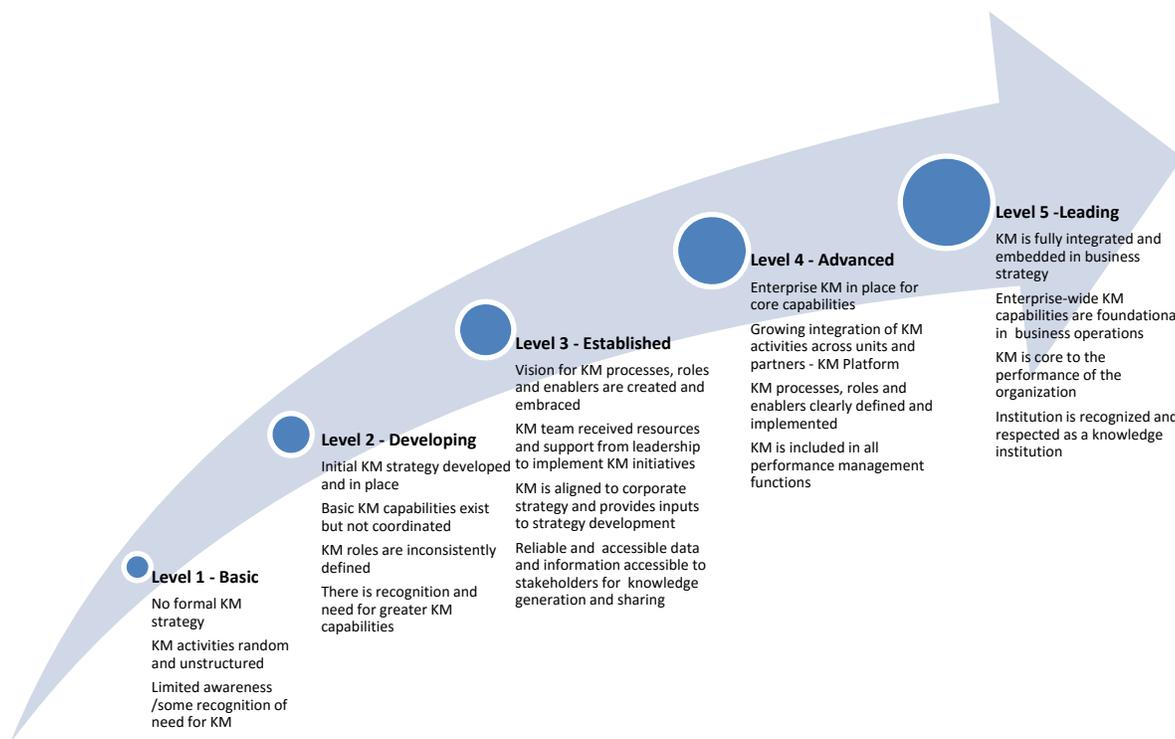 Level 1 - Basic
No formal KM
strategy
KM activities random
and unstructured
Limited awareness
/some recognition of
need for KM
Level 2 - Developing
Initial KM strategy developed
and in place
Basic KM capabilities exist
but not coordinated
KM roles are inconsistently
defined
There is recognition and
need for greater KM
capabilities
Level 3 - Established
Vision for KM processes, roles
and enablers are created and
embraced
KM team received resources
and support from leadership
to implement KM initiatives
KM is aligned to corporate
strategy and provides inputs
to strategy development
Reliable and  accessible data
and information accessible to
stakeholders for  knowledge
generation and sharing
Level 4 - Advanced
Enterprise KM in place for
core capabilities
Growing integration of KM
activities across units and
partners - KM Platform
KM processes, roles and
enablers clearly defined and
implemented
KM is included in all
performance management
functions
Level 5 -Leading
KM is fully integrated and
embedded in business
strategy
Enterprise-wide KM
capabilities are foundationa
in  business operations
KM is core to the
performance of the
organization
Institution is recognized and
respected as a knowledge
institution